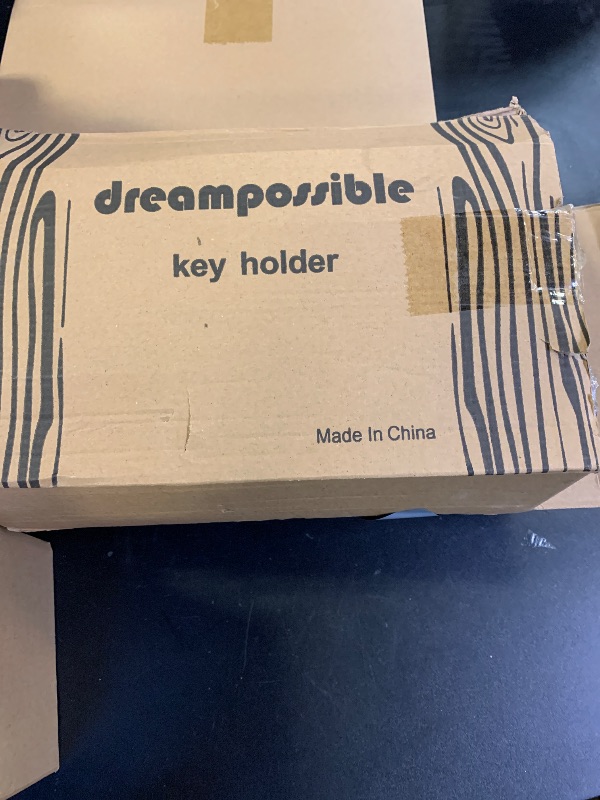 dreampossible
key holder
Made In China